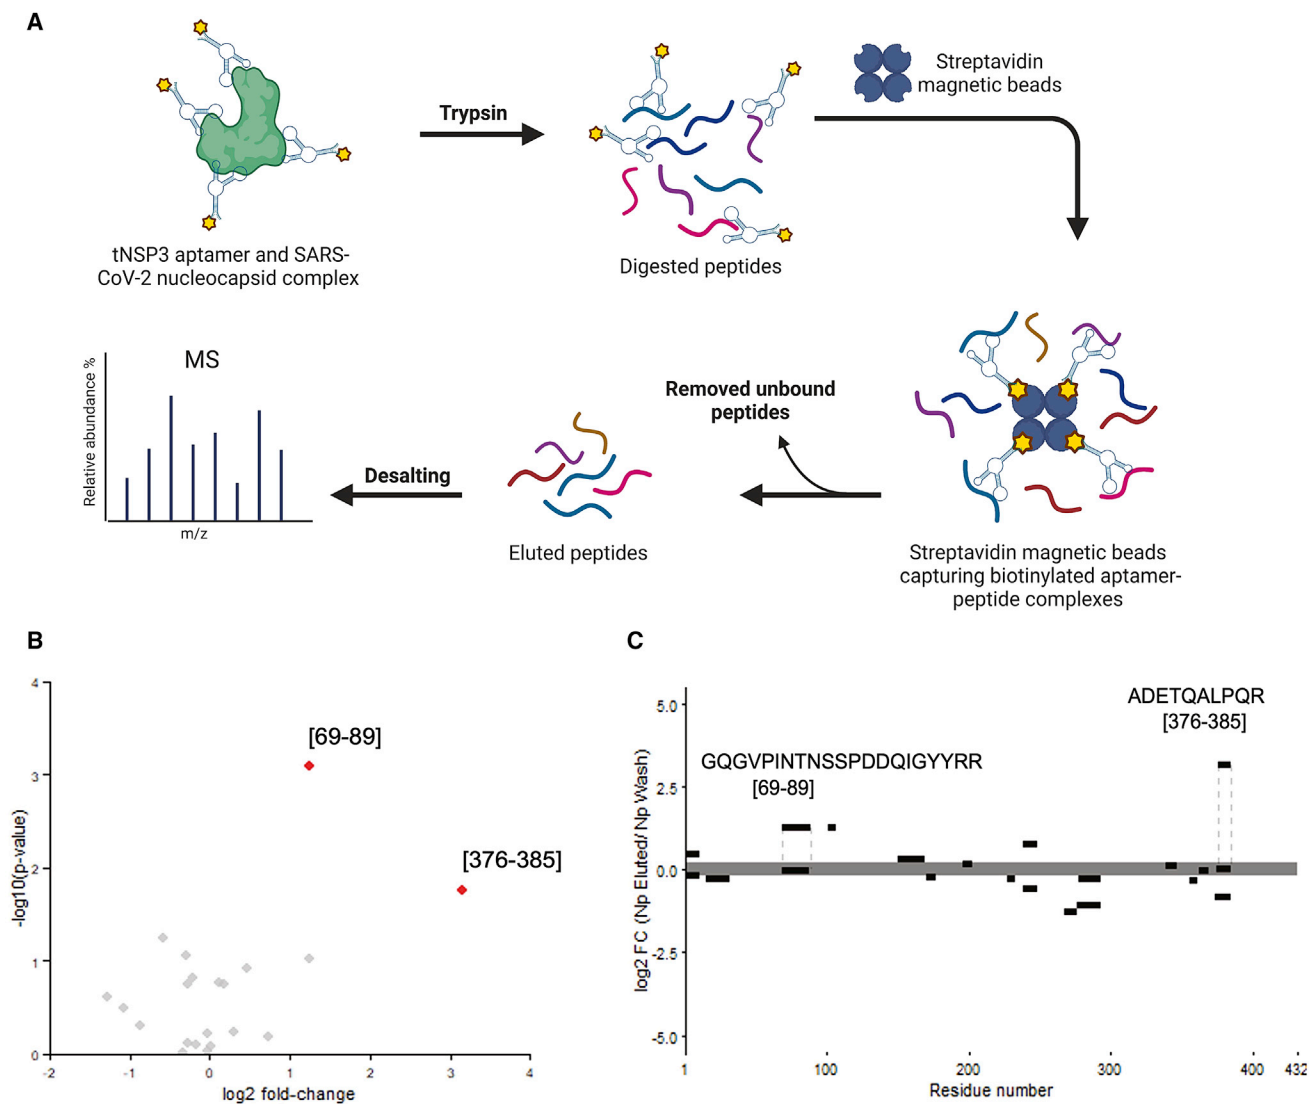 A
Trypsin
Streptavidin
magnetic beads
tNSP3 aptamer and SARS-
CoV-2 nucleocapsid complex
Digested peptides
MS
Relative abundance %
m/z
Desalting
Eluted peptides
Removed unbound
peptides
Streptavidin magnetic beads
capturing biotinylated aptamer-
peptide complexes
B
4
3
2
1
0
-log10(p-value)
[69-89]
[376-385]
-2
-1
0
1
2
3
4
log2 fold-change
C
5.0
2.5
0.0
-2.5
-5.0
log2 FC (Np Eluted/ Np Wash)
ADETQALPQR
[376-385]
GQGVPINTNSSPDDQIGYYRR
[69-89]
1
100
200
300
400
432
Residue number